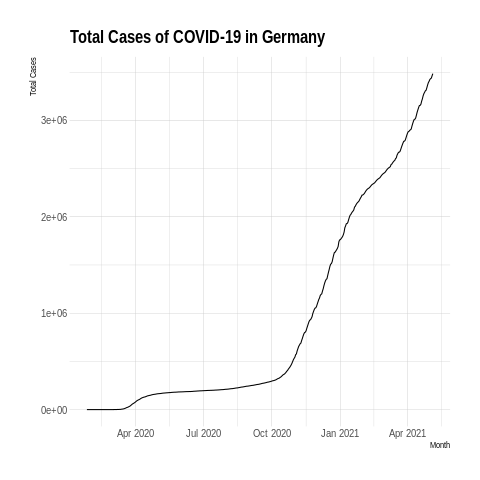 Total Cases of COVID-19 in Germany
Total Cases
3e+06
2e+06
1e+06
0e+00
Apr 2020 Jul 2020 Oct 2020 Jan 2021 Apr 2021
Month